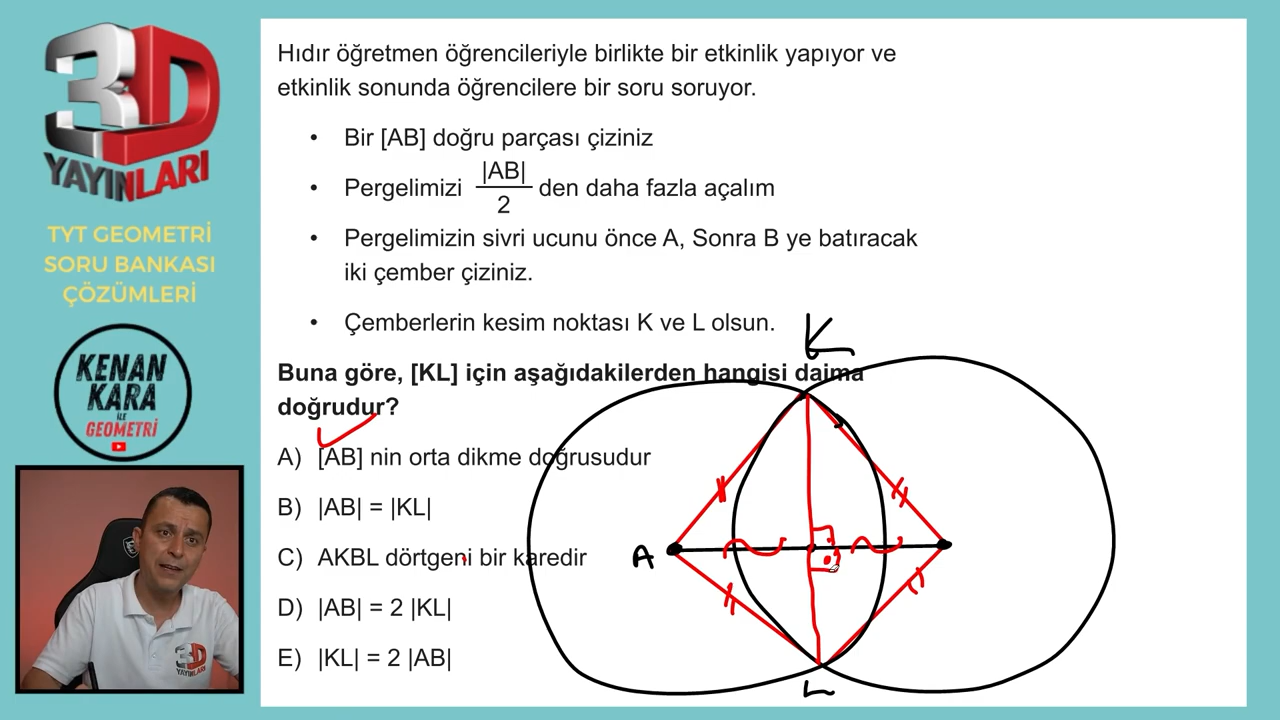 3D
YAYINLARI
TYT GEOMETRİ
SORU BANKASI
ÇÖZÜMLERİ
KENAN
KARA
İLE
GEOMETRİ
Hıdır öğretmen öğrencileriyle birlikte bir etkinlik yapıyor ve
etkinlik sonunda öğrencilere bir soru soruyor.
• Bir [AB] doğru parçası çiziniz
• Pergelimizi |AB|/2 den daha fazla açalım
• Pergelimizin sivri ucunu önce A, Sonra B ye batıracak
iki çember çiziniz.
• Çemberlerin kesim noktası K ve L olsun.
Buna göre, [KL] için aşağıdakilerden hangisi daima
doğrudur?
A) [AB] nin orta dikme doğrusudur
B) |AB| = |KL|
C) AKBL dörtgeni bir karedir
D) |AB| = 2 |KL|
E) |KL| = 2 |AB|
K
A
L
3D
YAYINLARI